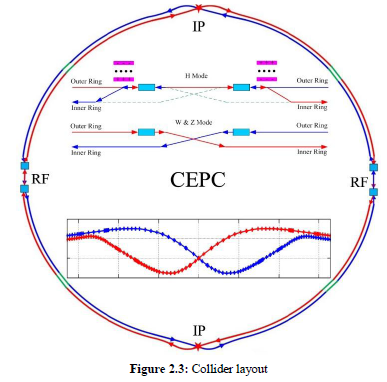 IP
H Mode
Outer Ring
Outer Ring
Inner Ring
Inner Ring
W & Z Mode
Outer Ring
Outer Ring
Inner Ring
Inner Ring
RF
CEPC
RF
IP
Figure 2.3: Collider layout